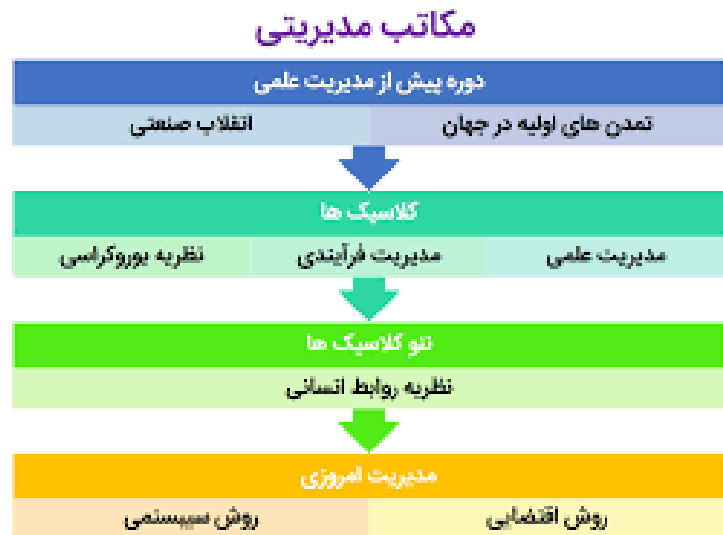 مکاتب مدیریتی
دوره پیش از مدیریت علمی
تمدن های اولیه در جهان
انقلاب صنعتی
کلاسیک ها
مدیریت علمی
مدیریت فرآیندی
نظریه بوروکراسی
نئو کلاسیک ها
نظریه روابط انسانی
مدیریت امروزی
روش اقتضایی
روش سیستمی